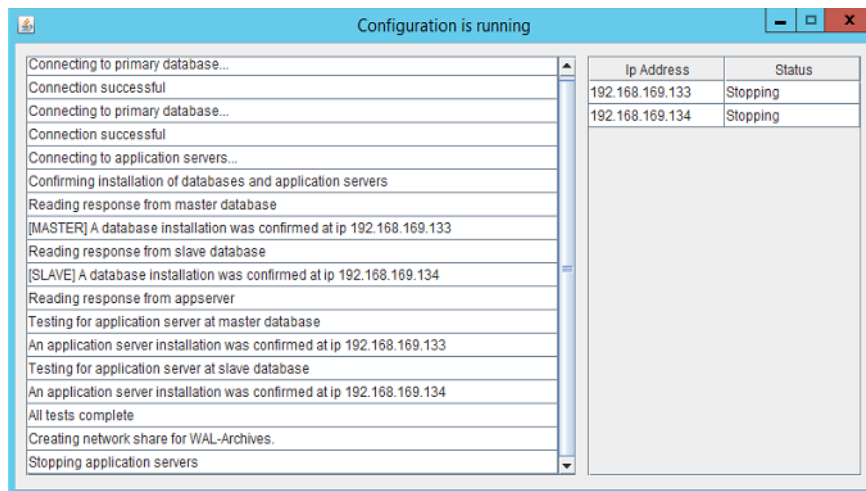 Configuration is running
Connecting to primary database...
Connection successful
Connecting to primary database...
Connection successful
Connecting to application servers...
Confirming installation of databases and application servers
Reading response from master database
[MASTER] A database installation was confirmed at ip 192.168.169.133
Reading response from slave database
[SLAVE] A database installation was confirmed at ip 192.168.169.134
Reading response from appserver
Testing for application server at master database
An application server installation was confirmed at ip 192.168.169.133
Testing for application server at slave database
An application server installation was confirmed at ip 192.168.169.134
All tests complete
Creating network share for WAL-Archives.
Stopping application servers
Ip Address Status
192.168.169.133 Stopping
192.168.169.134 Stopping